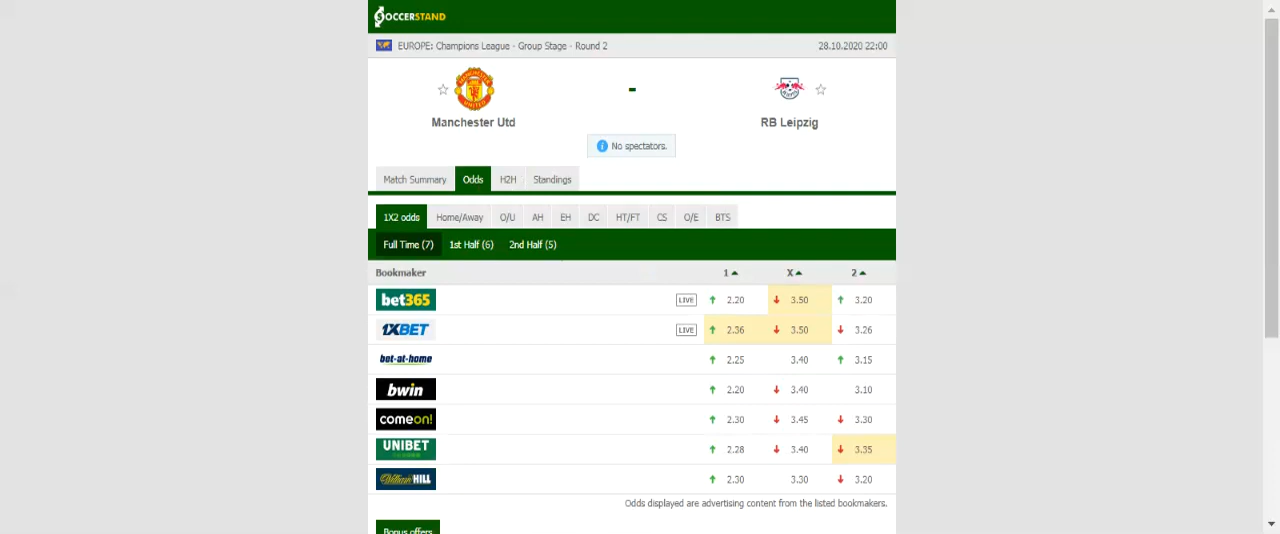 SOCCERSTAND
EUROPE: Champions League - Group Stage - Round 2 28.10.2020 22:00
-
Manchester Utd RB Leipzig
No spectators.
Match Summary Odds H2H Standings
1X2 odds Home/Away O/U AH EH DC HT/FT CS O/E BTS
Full Time (7) 1st Half (6) 2nd Half (5)
Bookmaker 1 X 2
bet365 LIVE 2.20 3.50 3.20
1XBET LIVE 2.36 3.50 3.26
bet-at-home 2.25 3.40 3.15
bwin 2.20 3.40 3.10
comeon! 2.30 3.45 3.30
UNIBET 2.28 3.40 3.35
William HILL 2.30 3.30 3.20
Odds displayed are advertising content from the listed bookmakers.
Bonus offers